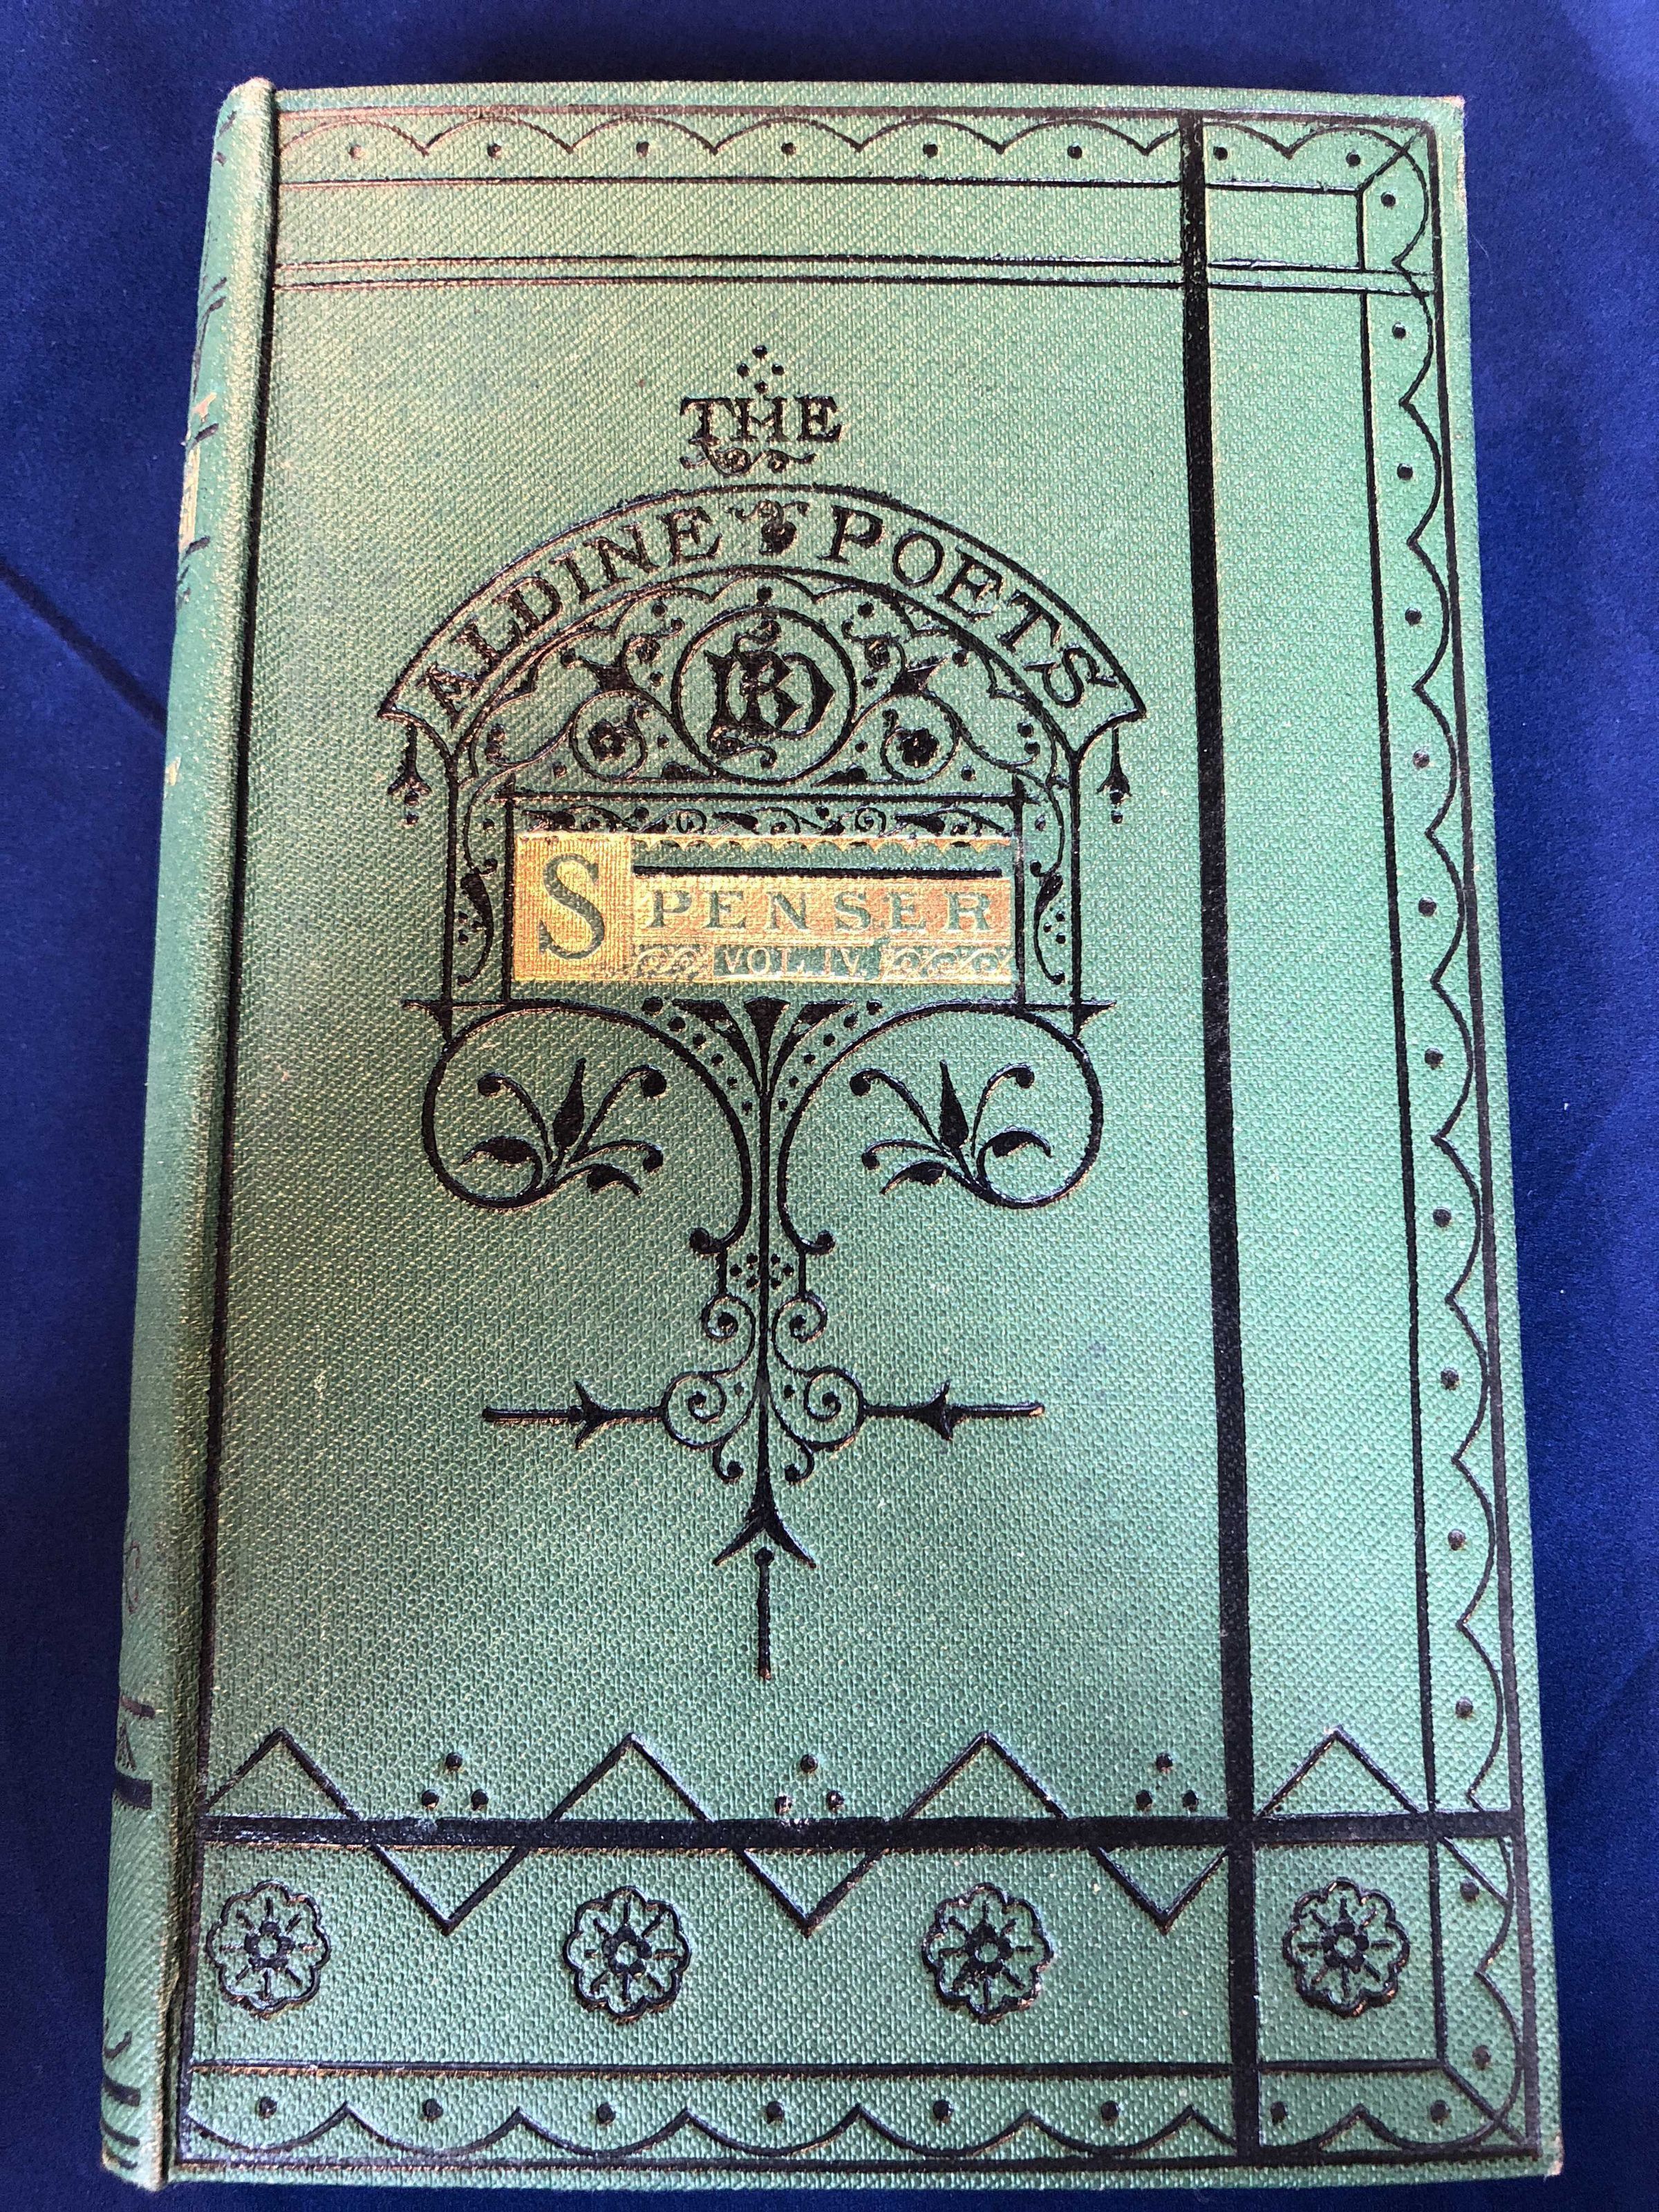 THE
ALDINE POETS
SPENSER
VOL. IV.